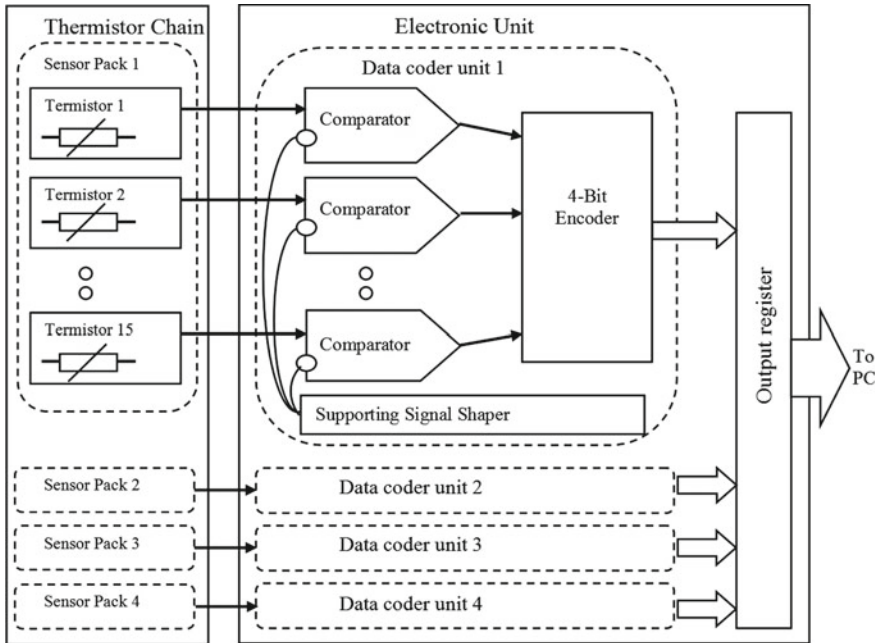 Thermistor Chain
Electronic Unit
Sensor Pack 1
Data coder unit 1
Termistor 1
Comparator
Termistor 2
Comparator
4-Bit
Encoder
Termistor 15
Comparator
Supporting Signal Shaper
Output register
To
PC
Sensor Pack 2
Data coder unit 2
Sensor Pack 3
Data coder unit 3
Sensor Pack 4
Data coder unit 4